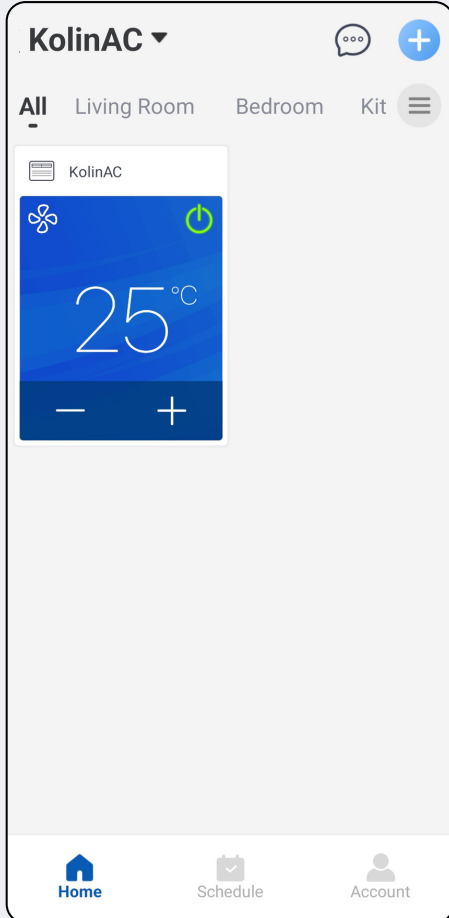 KolinAC
All Living Room Bedroom Kit
KolinAC
25°C
Home Schedule Account